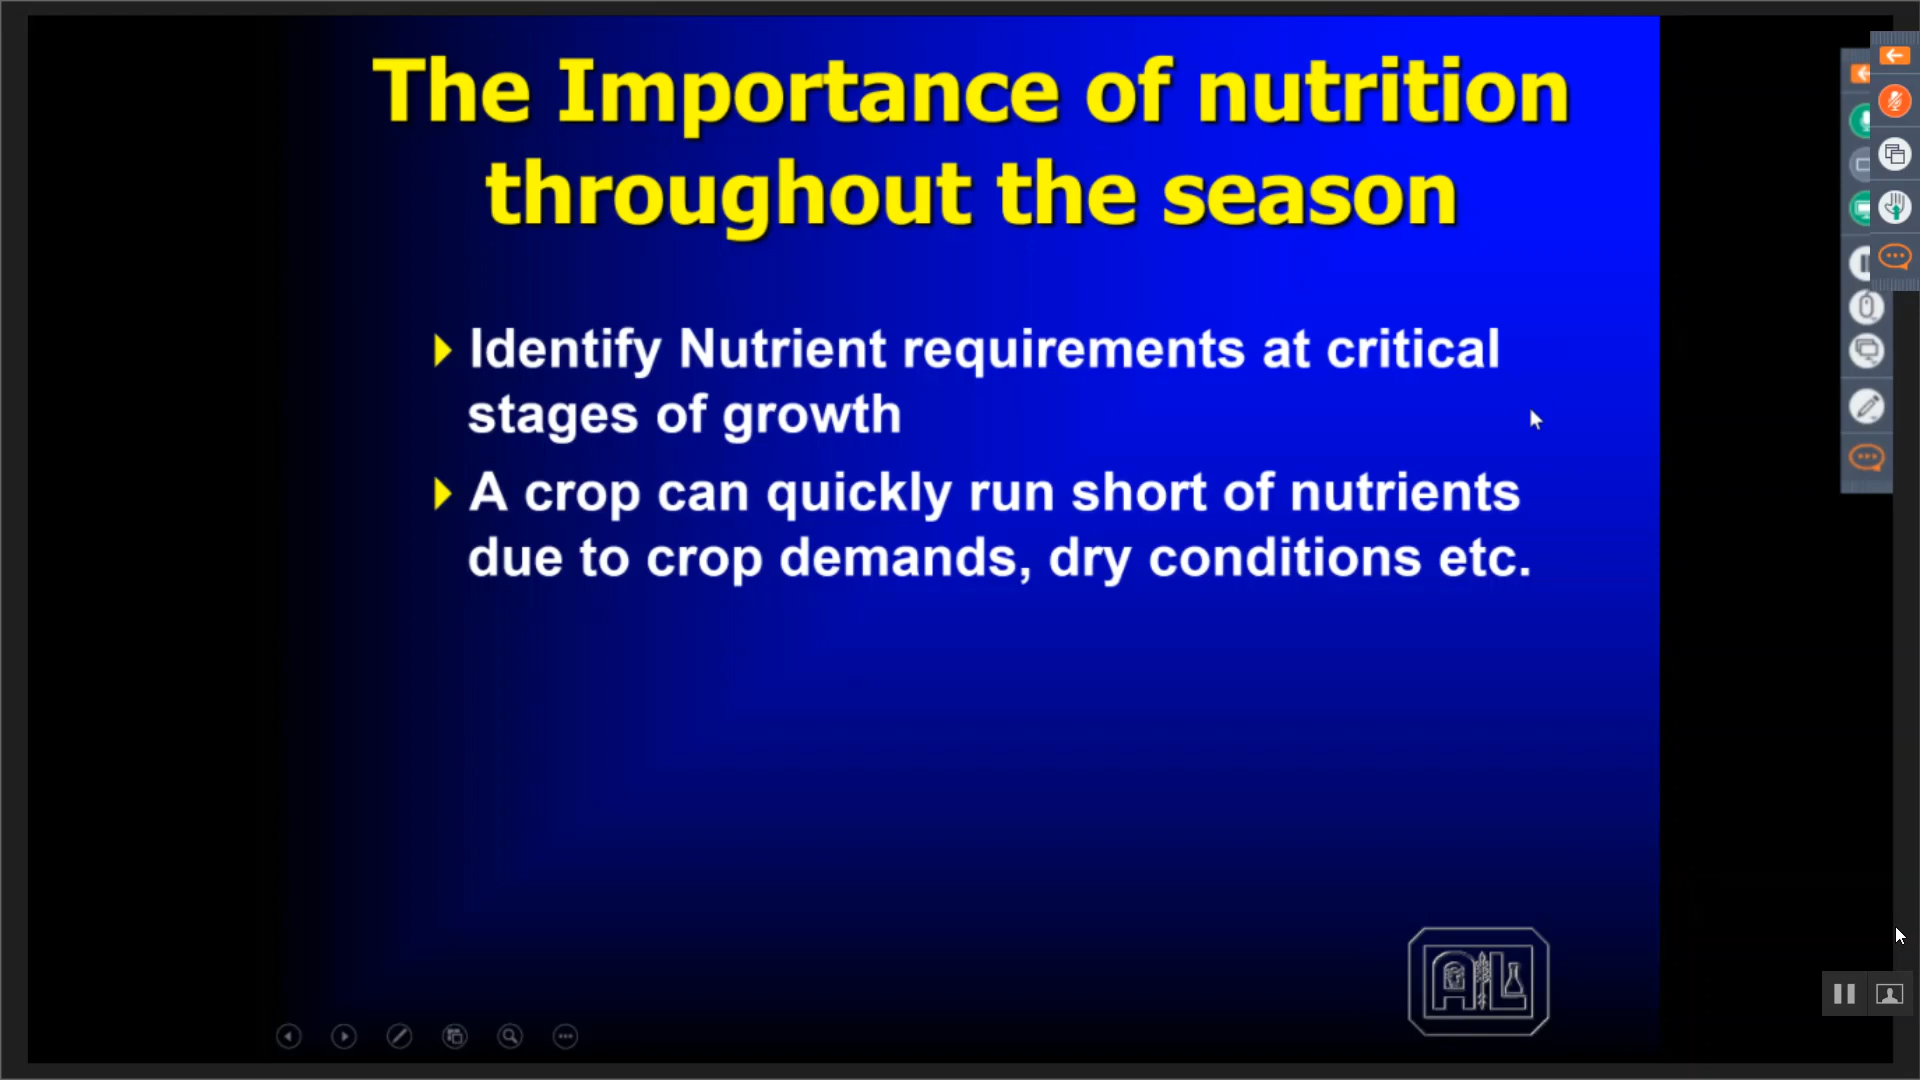 The Importance of nutrition
throughout the season
Identify Nutrient requirements at critical
stages of growth
A crop can quickly run short of nutrients
due to crop demands, dry conditions etc.
AL